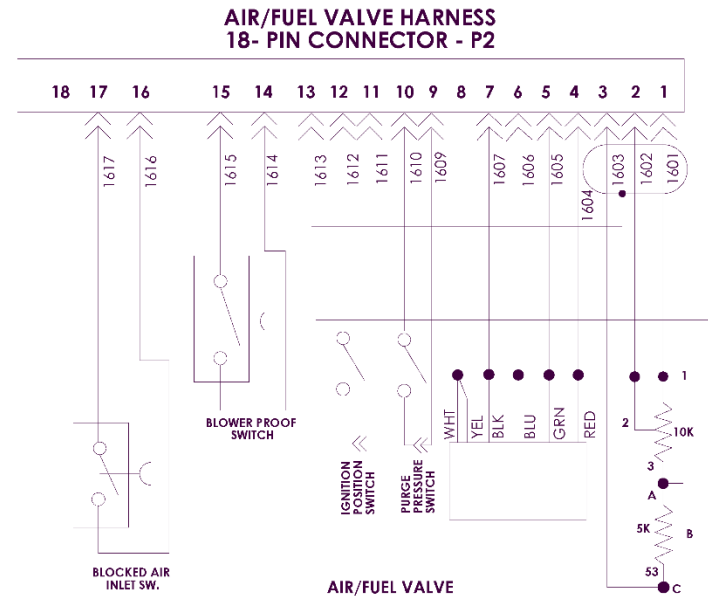 AIR/FUEL VALVE HARNESS
18- PIN CONNECTOR - P2
18 17 16 15 14 13 12 11 10 9 8 7 6 5 4 3 2 1
1617 1616 1615 1614 1613 1612 1611 1610 1609 1607 1606 1605 1604 1603 1602 1601
1
WHT YEL BLK BLU GRN RED
2
10K
3
A
5K
B
53
C
BLOWER PROOF
SWITCH
IGNITION
POSITION
SWITCH
PURGE
PRESSURE
SWITCH
BLOCKED AIR
INLET SW.
AIR/FUEL VALVE